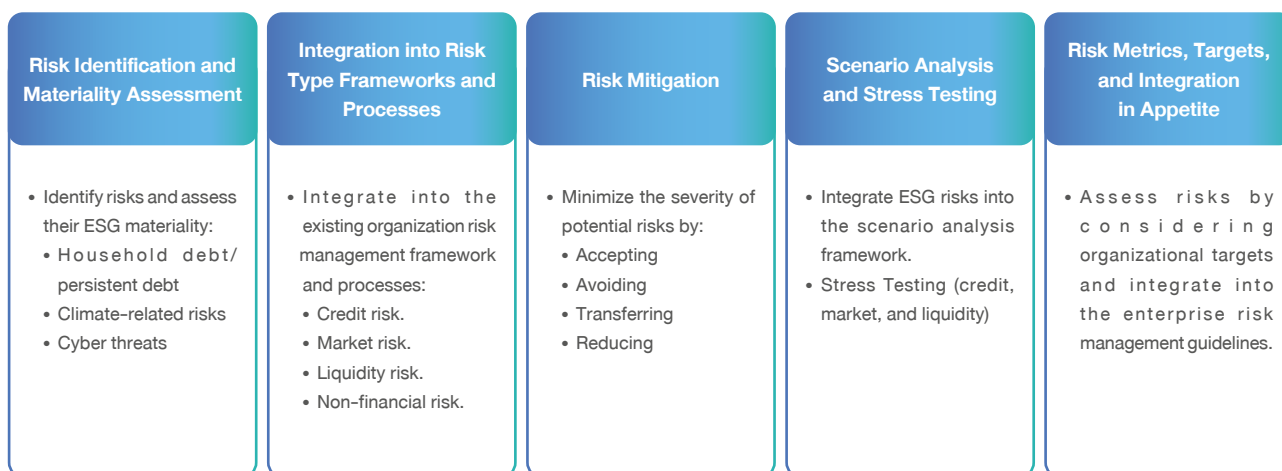 Risk Identification and
Materiality Assessment
• Identify risks and assess
their ESG materiality:
• Household debt/
persistent debt
• Climate-related risks
• Cyber threats
Integration into Risk
Type Frameworks and
Processes
• Integrate into the
existing organization risk
management framework
and processes:
• Credit risk.
• Market risk.
• Liquidity risk.
• Non-financial risk.
Risk Mitigation
• Minimize the severity of
potential risks by:
• Accepting
• Avoiding
• Transferring
• Reducing
Scenario Analysis
and Stress Testing
• Integrate ESG risks into
the scenario analysis
framework.
• Stress Testing (credit,
market, and liquidity)
Risk Metrics, Targets,
and Integration
in Appetite
• Assess risks by
considering
organizational targets
and integrate into
the enterprise risk
management guidelines.